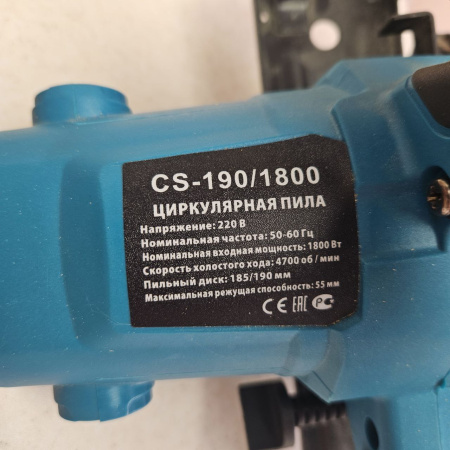 CS-190/1800
ЦИРКУЛЯРНАЯ ПИЛА
Напряжение: 220 В
Номинальная частота: 50-60 Гц
Номинальная входная мощность: 1800 Вт
Скорость холостого хода: 4700 об / мин
Пильный диск: 185/190 мм
Максимальная режущая способность: 55 мм
CE EAC РС